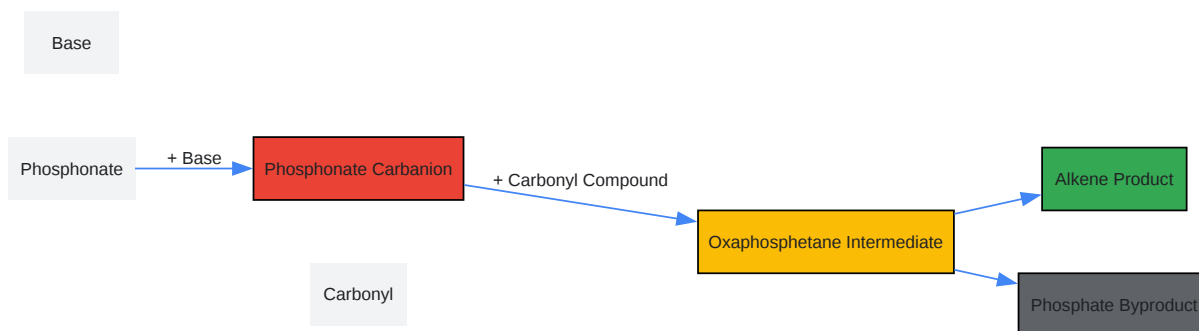 Base
Phosphonate
+ Base
Phosphonate Carbanion
+ Carbonyl Compound
Carbonyl
Oxaphosphetane Intermediate
Alkene Product
Phosphate Byproduct